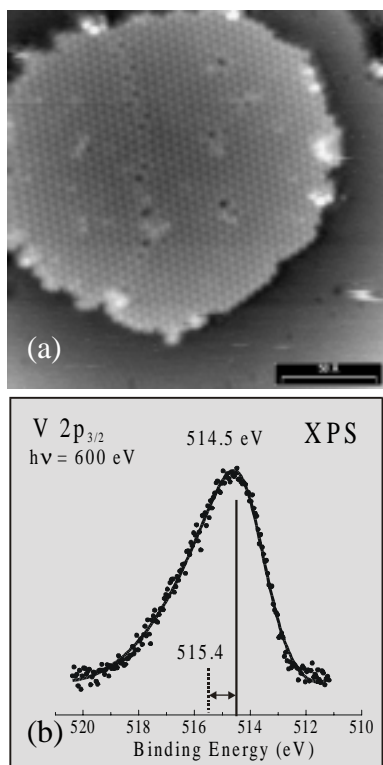 (a)
50 Å
V 2p3/2
hν = 600 eV
514.5 eV
XPS
515.4
(b)
520 518 516 514 512 510
Binding Energy (eV)